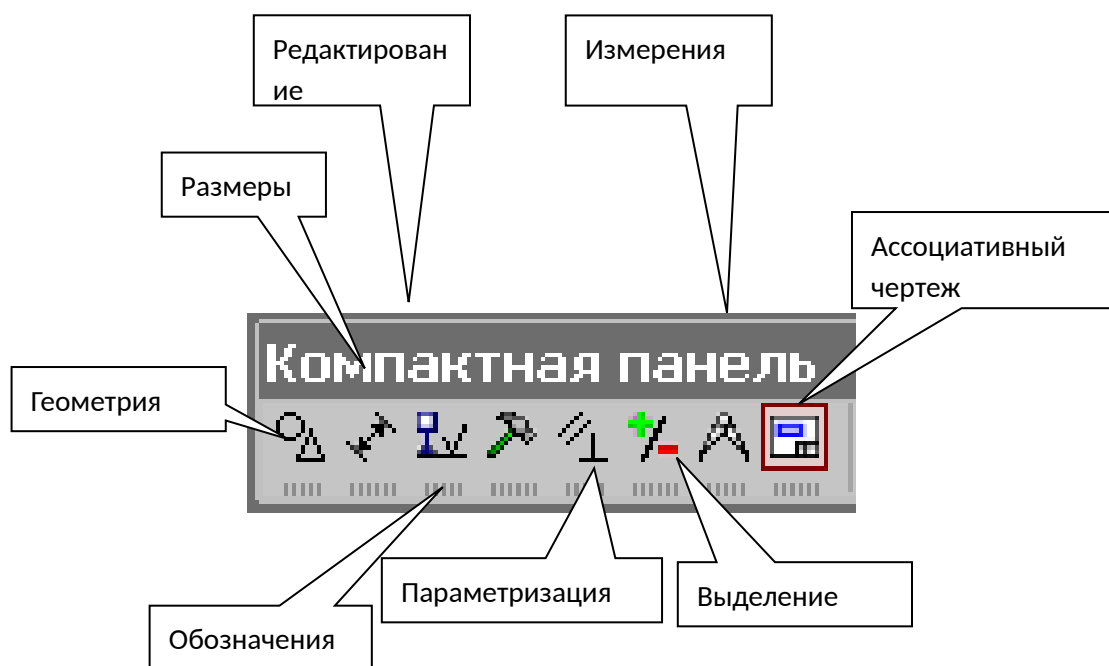 Редактирован
ие
Измерения
Размеры
Ассоциативный
чертеж
Компактная панель
Геометрия
Параметризация
Выделение
Обозначения